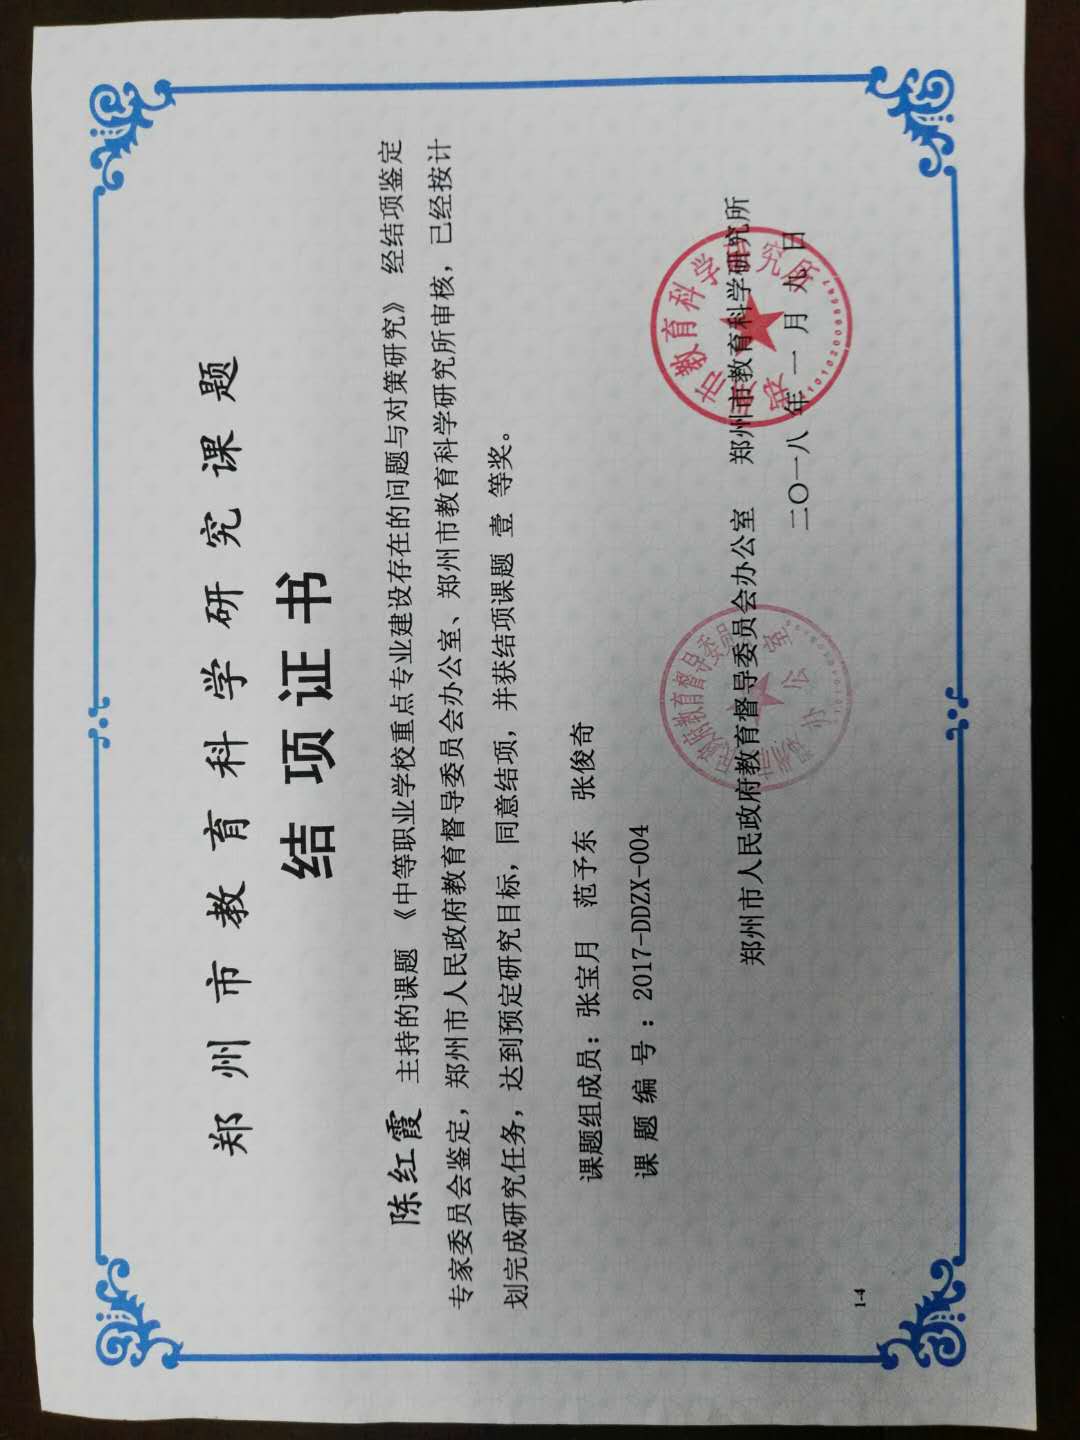 郑州市教育科学研究课题
结项证书
陈红霞 主持的课题《中等职业学校重点专业建设存在的问题与对策研究》 经结项鉴定
专家委员会鉴定，郑州市人民政府教育督导委员会办公室、郑州市教育科学研究所审核，已经按计
划完成研究任务，达到预定研究目标，同意结项，并获结项课题 壹 等奖。
课题组成员：张宝月 范予东 张俊奇
课题编号：2017-DDZX-004
郑州市人民政府教育督导委员会办公室 郑州市教育科学研究所
二〇一八年一月九日
1-4